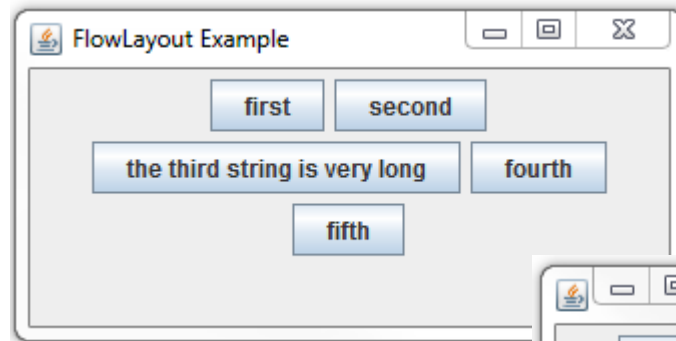 FlowLayout Example
first second
the third string is very long fourth
fifth